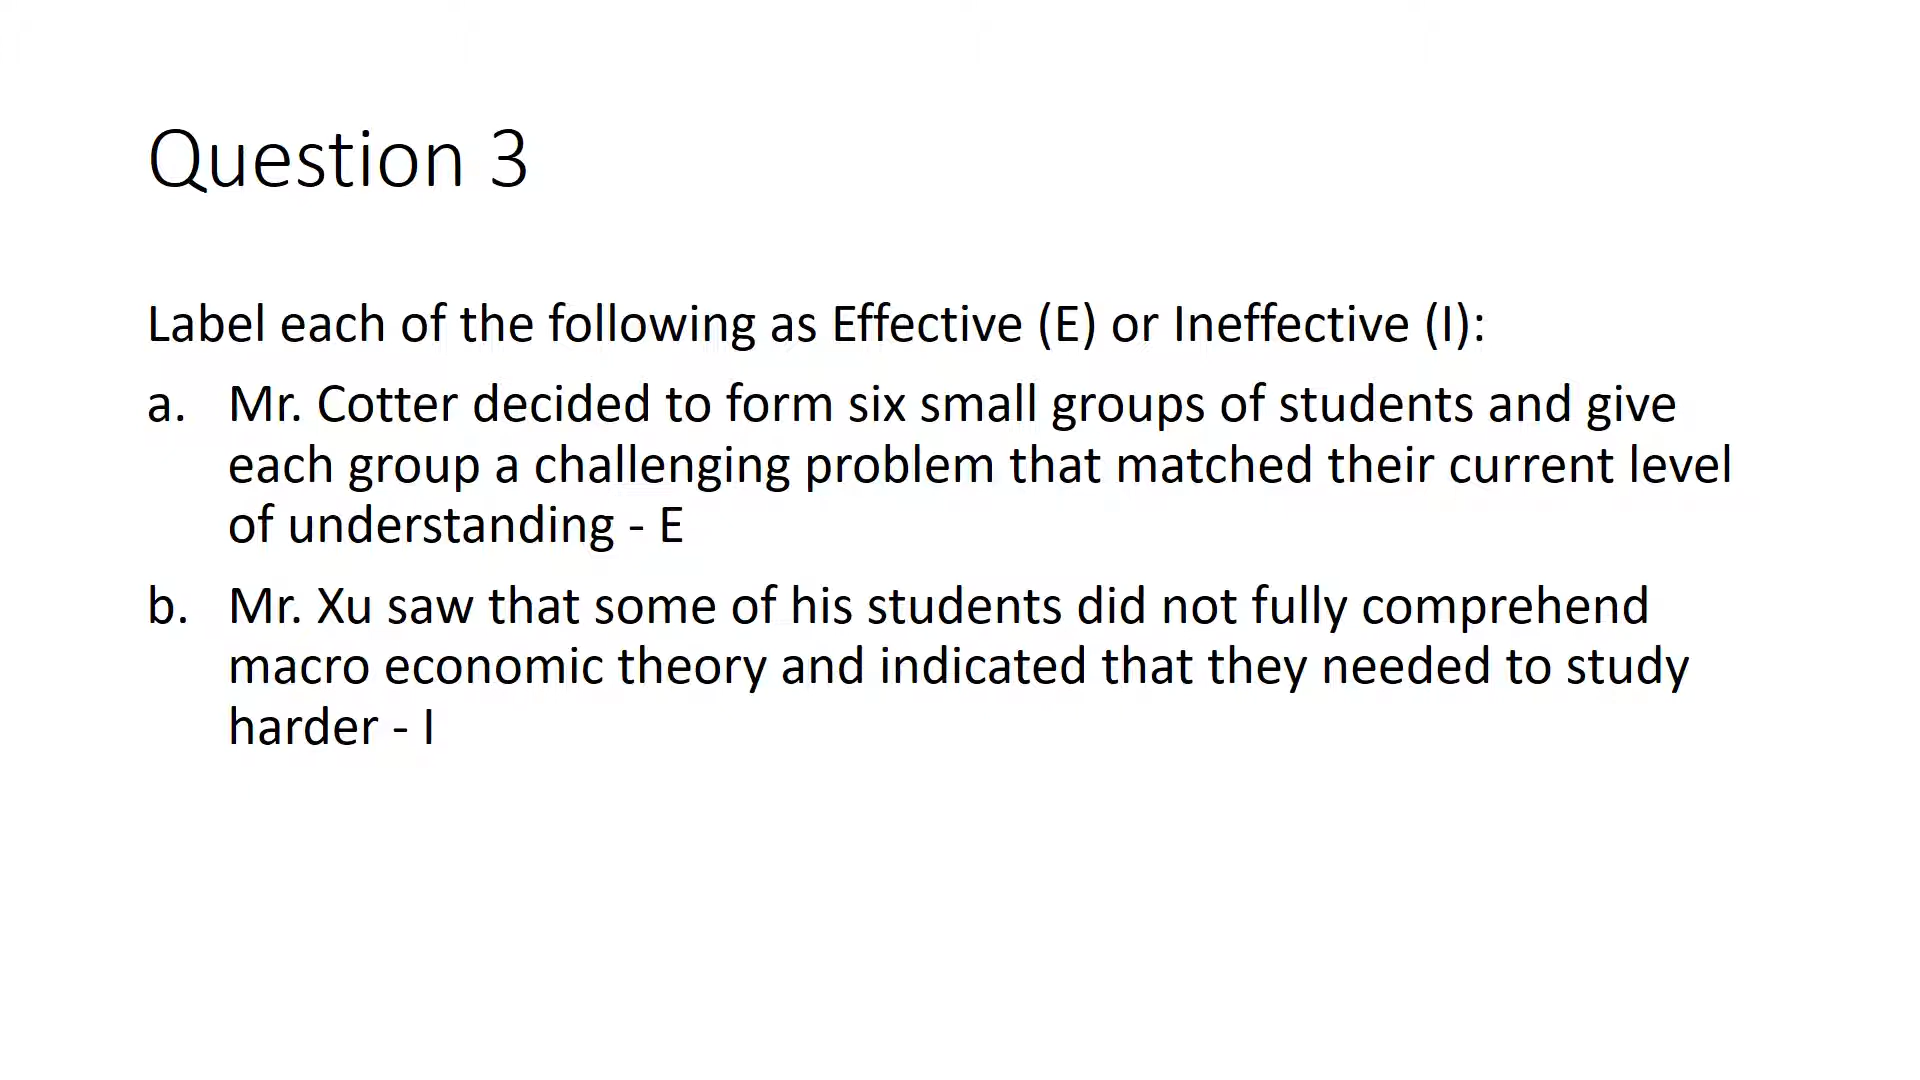 Question 3
Label each of the following as Effective (E) or Ineffective (I):
a. Mr. Cotter decided to form six small groups of students and give
each group a challenging problem that matched their current level
of understanding - E
b. Mr. Xu saw that some of his students did not fully comprehend
macro economic theory and indicated that they needed to study
harder - I